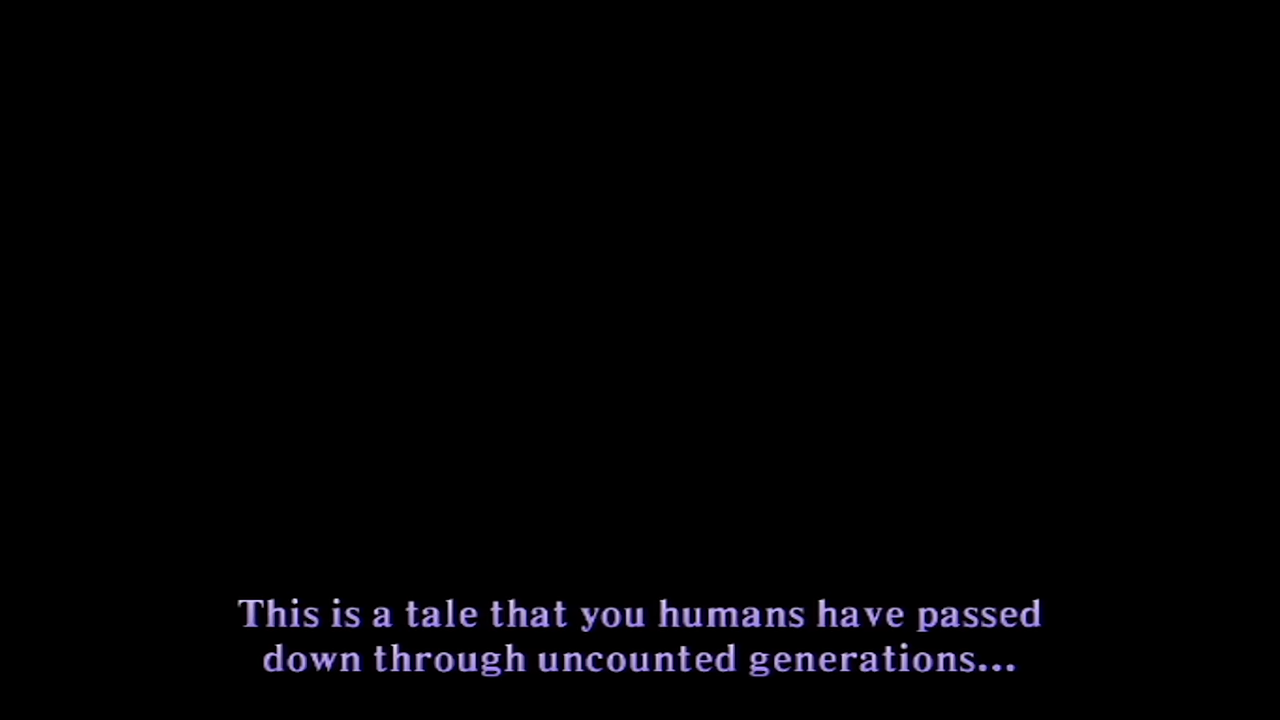 This is a tale that you humans have passed
down through uncounted generations...